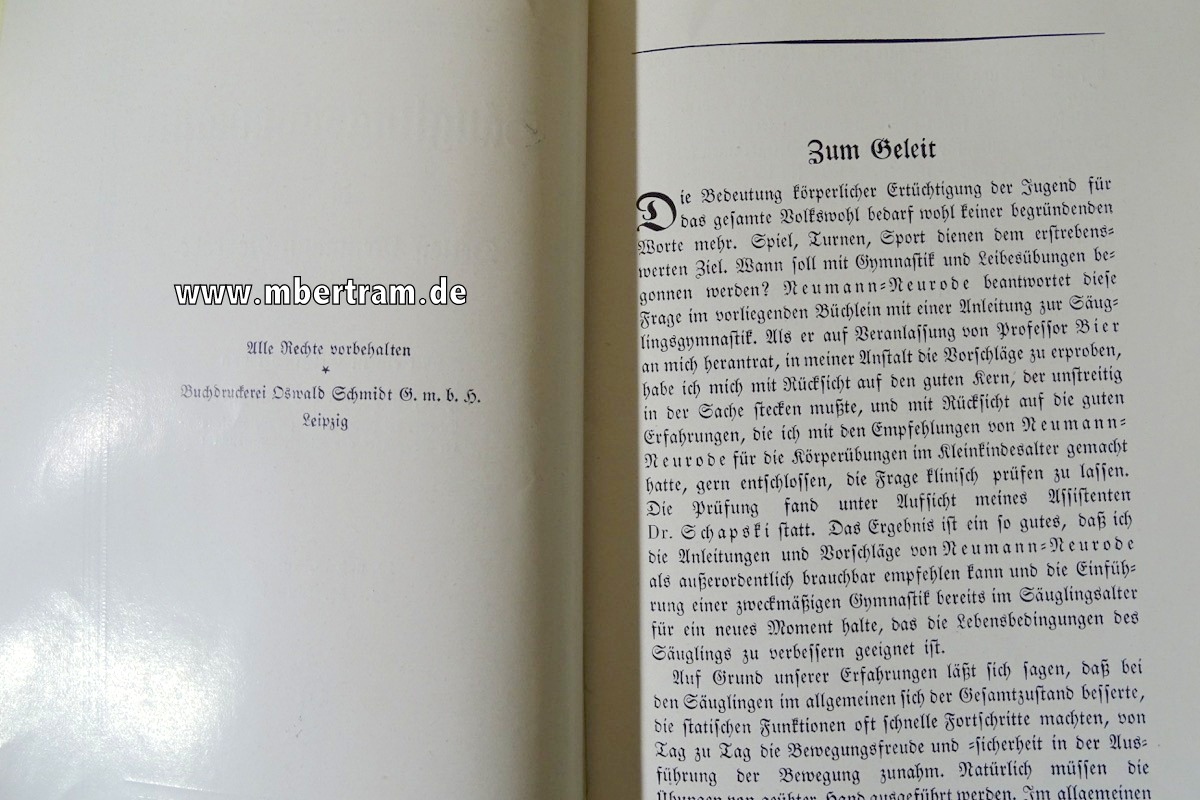 www.mbertram.de
Alle Rechte vorbehalten
*
Buchdruckerei Oswald Schmidt G. m. b. H.
Leipzig
Zum Geleit
Die Bedeutung körperlicher Ertüchtigung der Jugend für
das gesamte Volkswohl bedarf wohl keiner begründenden
Worte mehr. Spiel, Turnen, Sport dienen dem erstrebens-
werten Ziel. Wann soll mit Gymnastik und Leibesübungen be-
gonnen werden? Neumann-Neurode beantwortet diese
Frage im vorliegenden Büchlein mit einer Anleitung zur Säug-
lingsgymnastik. Als er auf Veranlassung von Professor Bier
an mich herantrat, in meiner Anstalt die Vorschläge zu erproben,
habe ich mich mit Rücksicht auf den guten Kern, der unstreitig
in der Sache stecken mußte, und mit Rücksicht auf die guten
Erfahrungen, die ich mit den Empfehlungen von Neumann-
Neurode für die Körperübungen im Kleinkindesalter gemacht
hatte, gern entschlossen, die Frage klinisch prüfen zu lassen.
Die Prüfung fand unter Aufsicht meines Assistenten
Dr. Schapski statt. Das Ergebnis ist ein so gutes, daß ich
die Anleitungen und Vorschläge von Neumann-Neurode
als außerordentlich brauchbar empfehlen kann und die Einfüh-
rung einer zweckmäßigen Gymnastik bereits im Säuglingsalter
für ein neues Moment halte, das die Lebensbedingungen des
Säuglings zu verbessern geeignet ist.
Auf Grund unserer Erfahrungen läßt sich sagen, daß bei
den Säuglingen im allgemeinen sich der Gesamtzustand besserte,
die statischen Funktionen oft schnelle Fortschritte machten, von
Tag zu Tag die Bewegungsfreude und -sicherheit in der Aus-
führung der Bewegung zunahm. Natürlich müssen die
Übungen von geübter Hand ausgeführt werden. Im allgemeinen